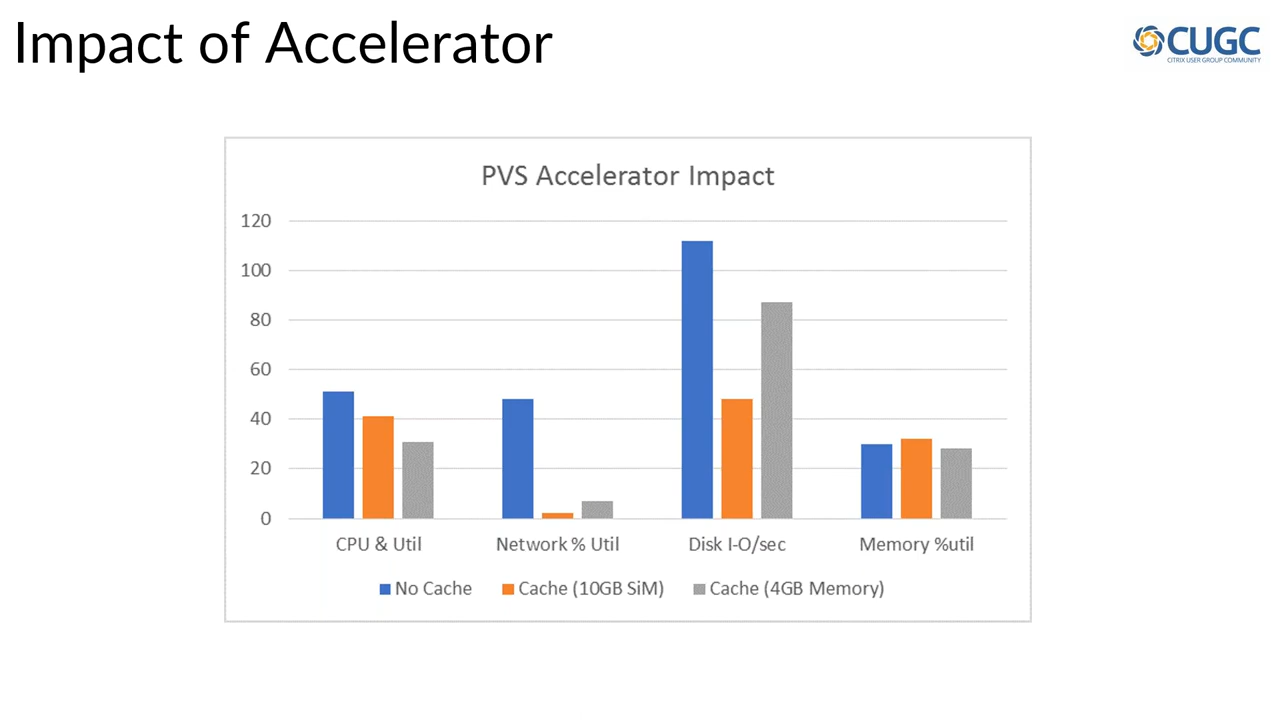 Impact of Accelerator
CUGC
CITRIX USER GROUP COMMUNITY
PVS Accelerator Impact
120
100
80
60
40
20
0
CPU & Util Network % Util Disk I-O/sec Memory %util
No Cache Cache (10GB SiM) Cache (4GB Memory)